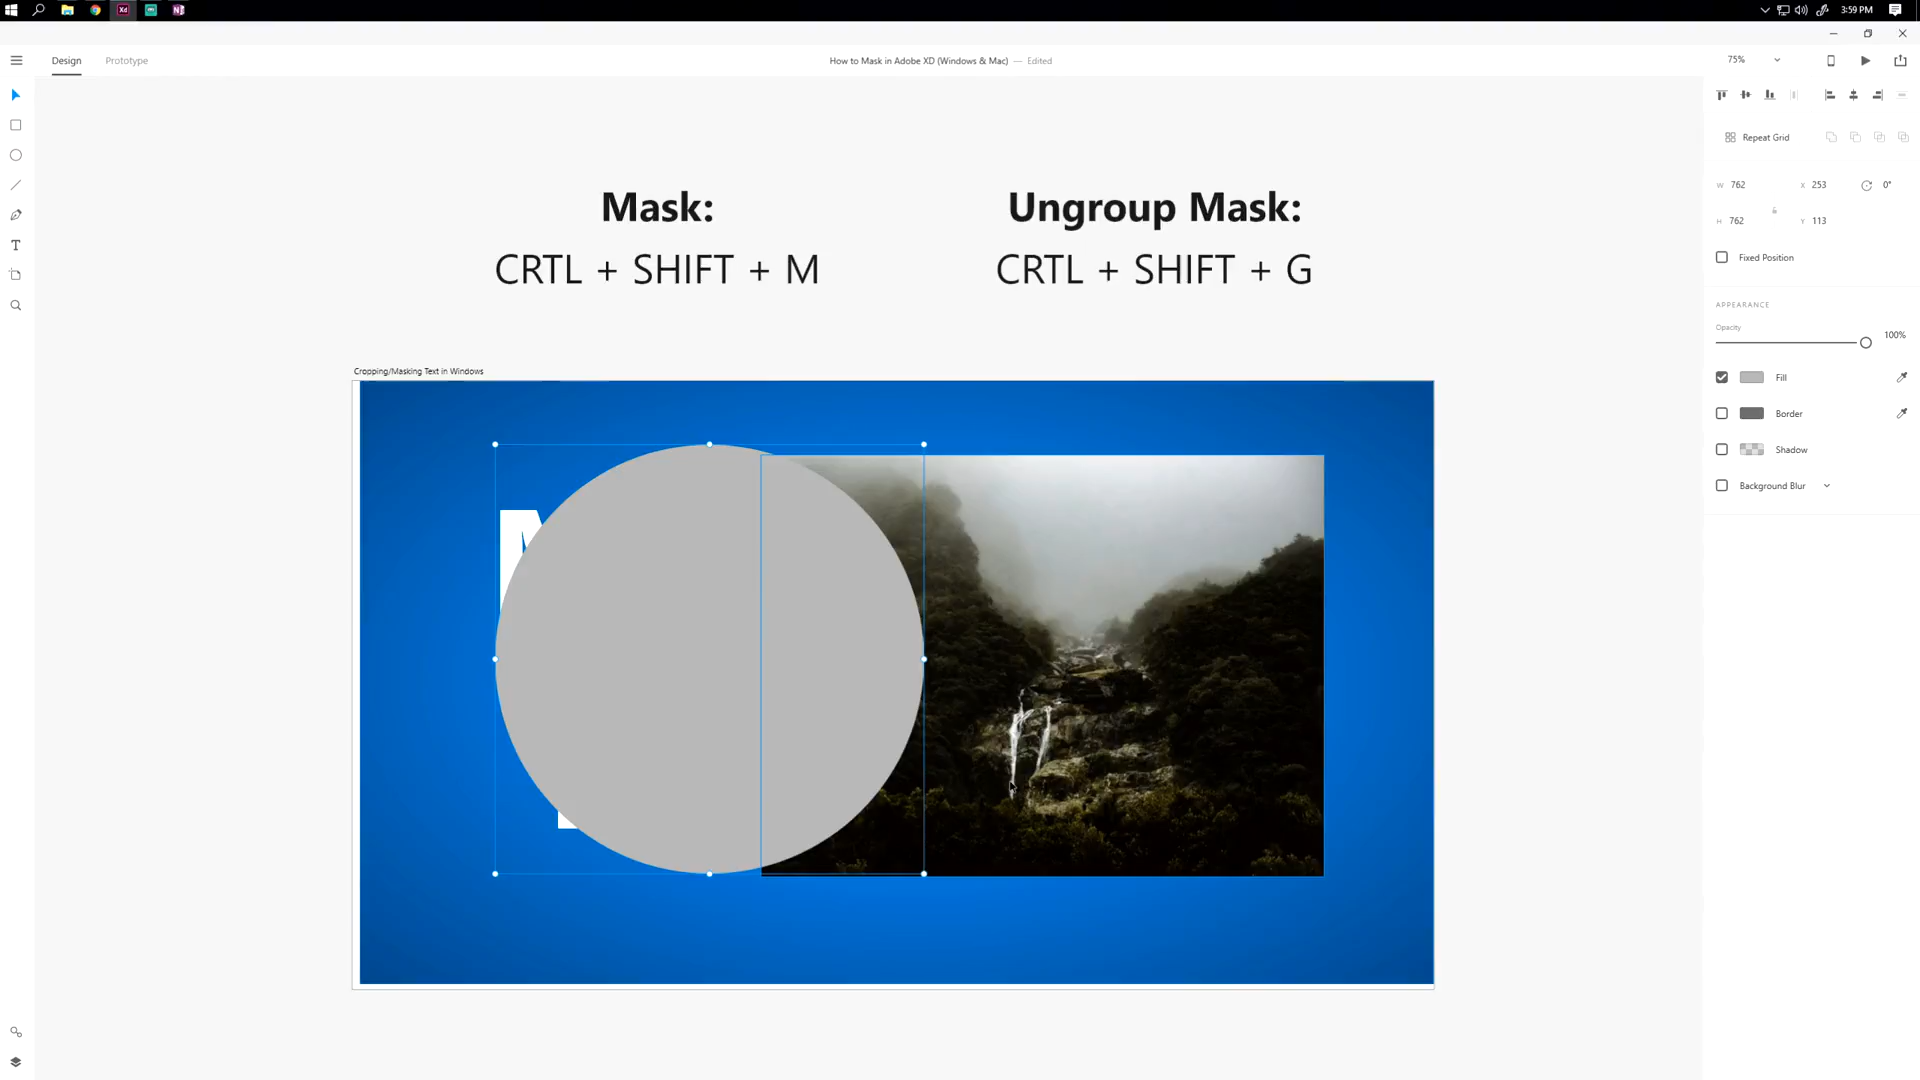 Xd
N
3:59 PM
Design
Prototype
How to Mask in Adobe XD (Windows & Mac) — Edited
75%
Mask:
CRTL + SHIFT + M
Ungroup Mask:
CRTL + SHIFT + G
Cropping/Masking Text in Windows
Repeat Grid
W 762
X 253
0°
H 762
Y 113
Fixed Position
APPEARANCE
Opacity
100%
Fill
Border
Shadow
Background Blur
T